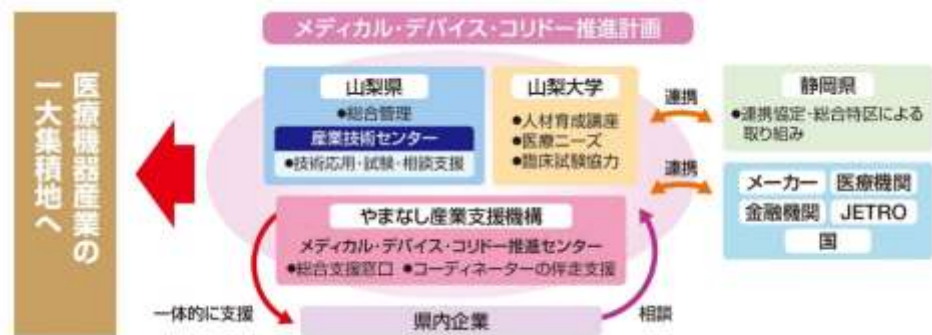 メディカル・デバイス・コリドー推進計画
医療機器産業の
一大集積地へ
山梨県
●総合管理
産業技術センター
●技術応用・試験・相談支援
山梨大学
●人材育成講座
●医療ニーズ
●臨床試験協力
連携
静岡県
●連携協定・総合特区による
取り組み
連携
メーカー 医療機関
金融機関 JETRO
国
やまなし産業支援機構
メディカル・デバイス・コリドー推進センター
●総合支援窓口 ●コーディネーターの伴走支援
一体的に支援
県内企業
相談